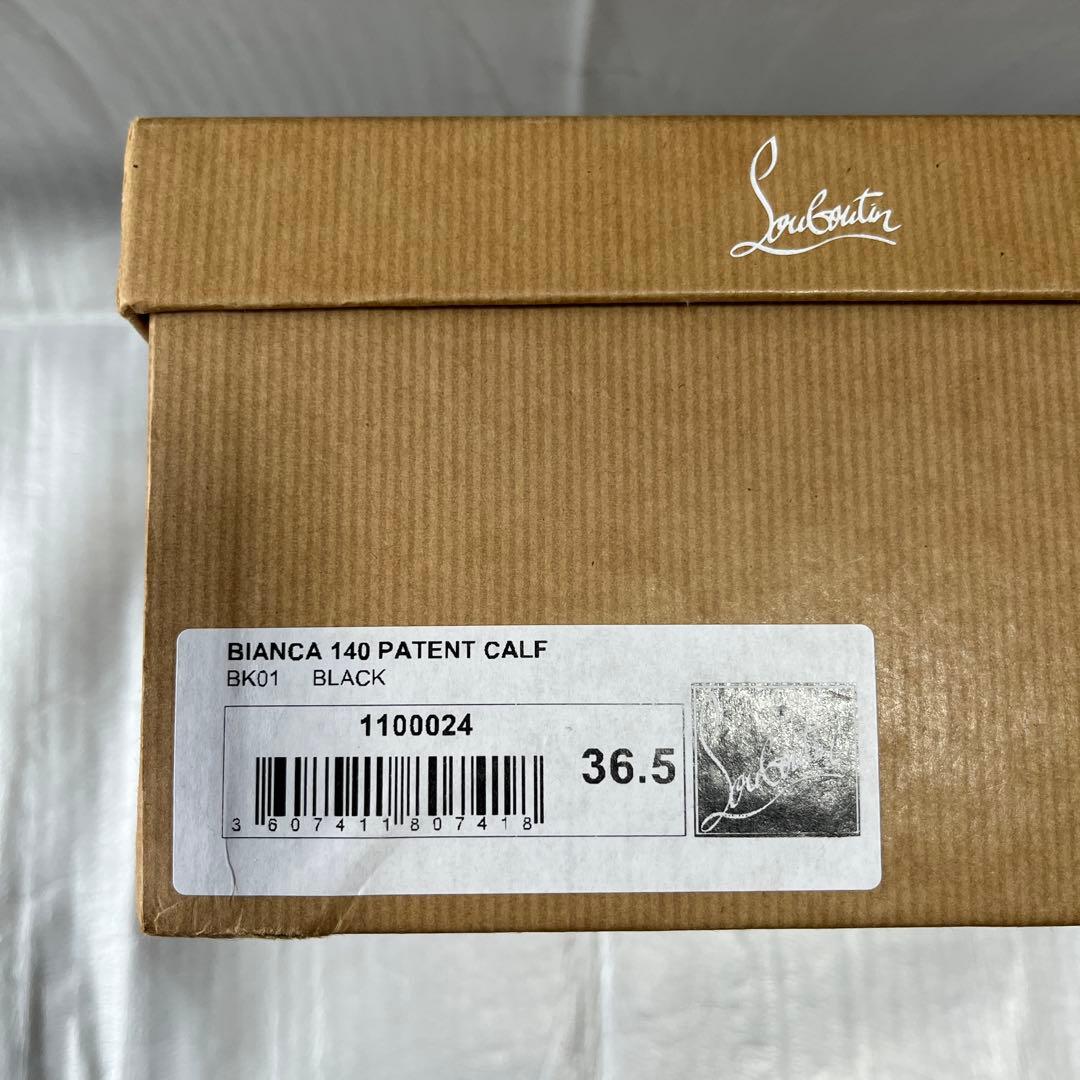 Louboutin
BIANCA 140 PATENT CALF
BK01 BLACK
1100024
36.5
3 607411 807418
Louboutin